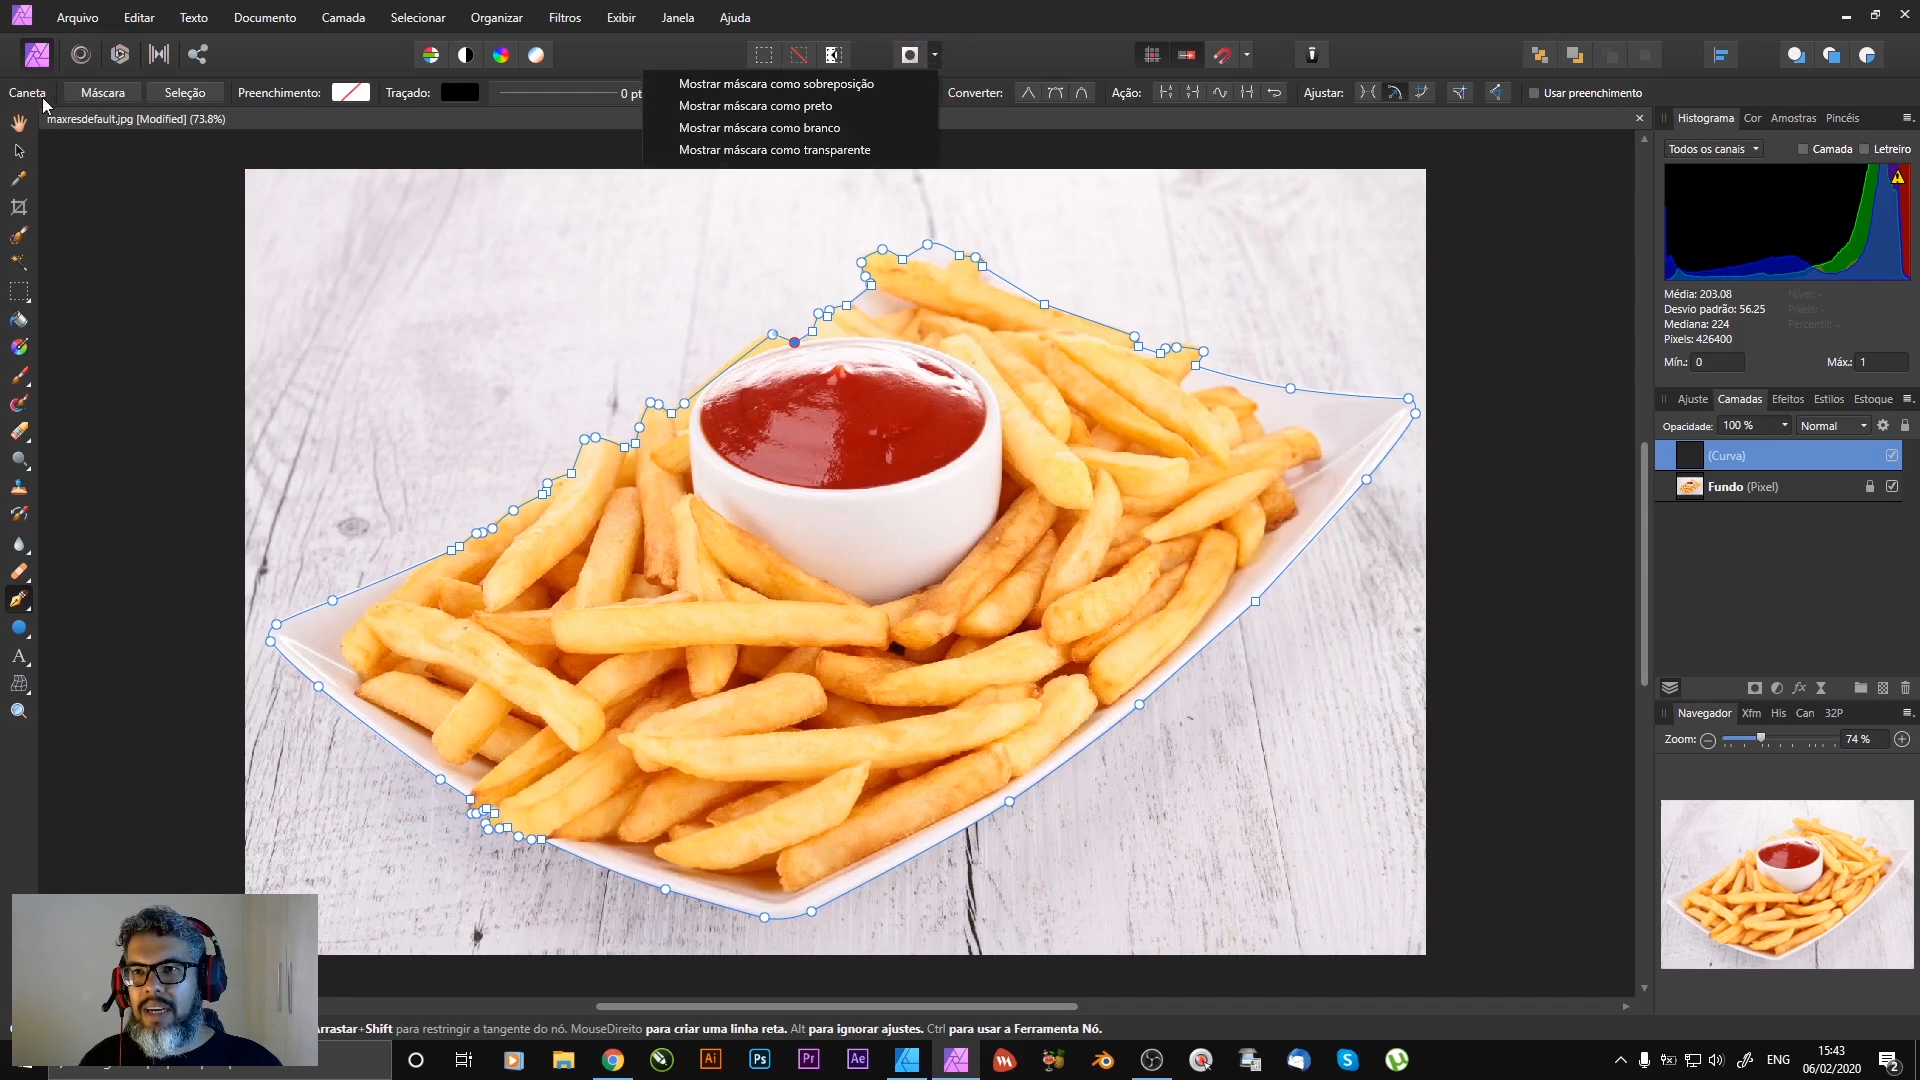 Arquivo Editar Texto Documento Camada Selecionar Organizar Filtros Exibir Janela Ajuda
Caneta Máscara Seleção Preenchimento: Traçado: 0 pt Converter: Ação: Ajustar: Usar preenchimento
Mostrar máscara como sobreposição
Mostrar máscara como preto
Mostrar máscara como branco
Mostrar máscara como transparente
maxresdefault.jpg [Modified] (73.8%)
Histograma Cor Amostras Pincéis
Todos os canais Camada Letreiro
Média: 203.08 Nível: -
Desvio padrão: 56.25 Pixels: -
Mediana: 224 Percentil: -
Pixels: 426400
Mín.: 0 Máx.: 1
Ajuste Camadas Efeitos Estilos Estoque
Opacidade: 100 % Normal
(Curva)
Fundo (Pixel)
Navegador Xfm His Can 32P
Zoom: 74 %
Arrastar+Shift para restringir a tangente do nó. MouseDireito para criar uma linha reta. Alt para ignorar ajustes. Ctrl para usar a Ferramenta Nó.
Ai Ps Pr Ae
ENG
15:43
06/02/2020
2